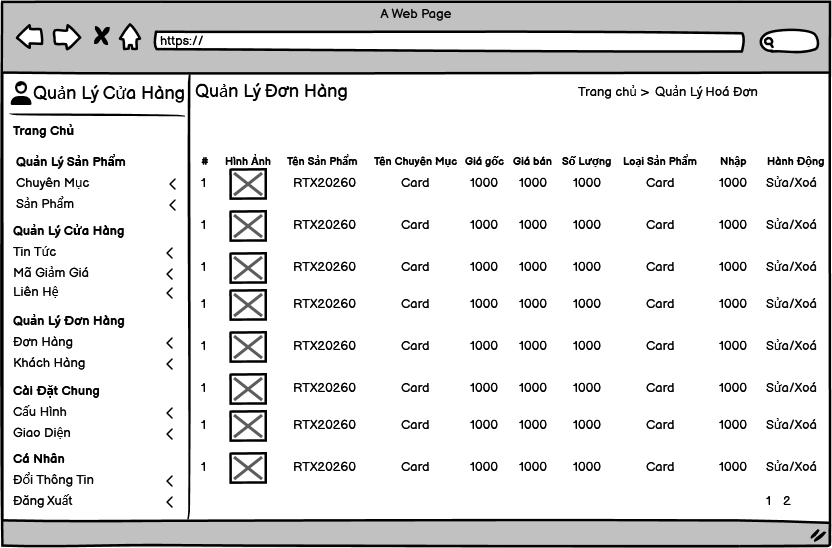 A Web Page
https://
Quản Lý Cửa Hàng
Trang Chủ
Quản Lý Sản Phẩm
Chuyên Mục
Sản Phẩm
Quản Lý Cửa Hàng
Tin Tức
Mã Giảm Giá
Liên Hệ
Quản Lý Đơn Hàng
Đơn Hàng
Khách Hàng
Cài Đặt Chung
Cấu Hình
Giao Diện
Cá Nhân
Đổi Thông Tin
Đăng Xuất
Quản Lý Đơn Hàng
Trang chủ > Quản Lý Hoá Đơn
# Hình Ảnh Tên Sản Phẩm Tên Chuyên Mục Giá gốc Giá bán Số Lượng Loại Sản Phẩm Nhập Hành Động
1 RTX20260 Card 1000 1000 1000 Card 1000 Sửa/Xoá
1 RTX20260 Card 1000 1000 1000 Card 1000 Sửa/Xoá
1 RTX20260 Card 1000 1000 1000 Card 1000 Sửa/Xoá
1 RTX20260 Card 1000 1000 1000 Card 1000 Sửa/Xoá
1 RTX20260 Card 1000 1000 1000 Card 1000 Sửa/Xoá
1 RTX20260 Card 1000 1000 1000 Card 1000 Sửa/Xoá
1 RTX20260 Card 1000 1000 1000 Card 1000 Sửa/Xoá
1 RTX20260 Card 1000 1000 1000 Card 1000 Sửa/Xoá
1 2